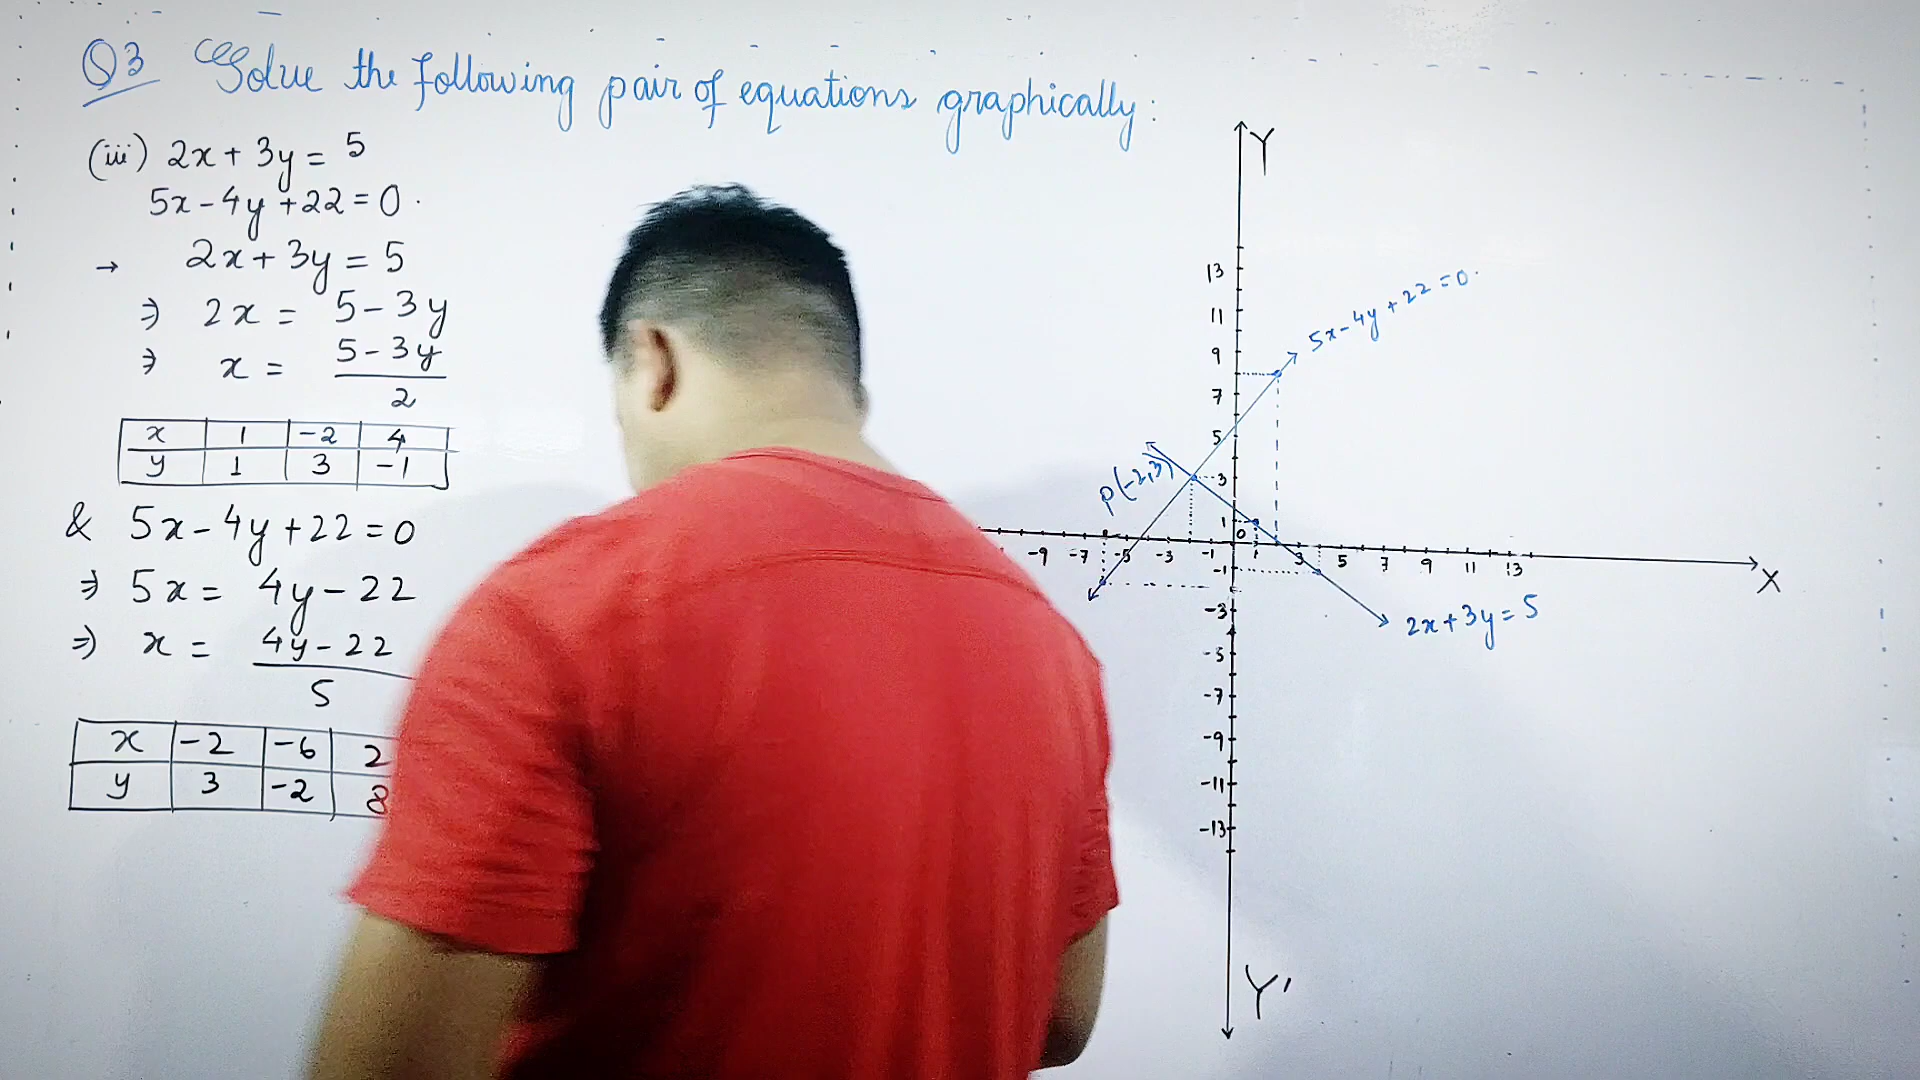 Q3 Solve the following pair of equations graphically:
(iii) 2x + 3y = 5
5x - 4y + 22 = 0.
→ 2x + 3y = 5
⇒ 2x = 5 - 3y
⇒ x = 5 - 3y
2
x 1 -2 4
y 1 3 -1
& 5x - 4y + 22 = 0
⇒ 5x = 4y - 22
⇒ x = 4y - 22
5
x -2 -6 2
y 3 -2 8
Y
13
11
9
7
5
3
1
5x - 4y + 22 = 0.
P(-2,3)
0
-9 -7 -5 -3 -1 1 3 5 7 9 11 13
X
-1
-3
-5
-7
-9
-11
-13
2x + 3y = 5
Y'